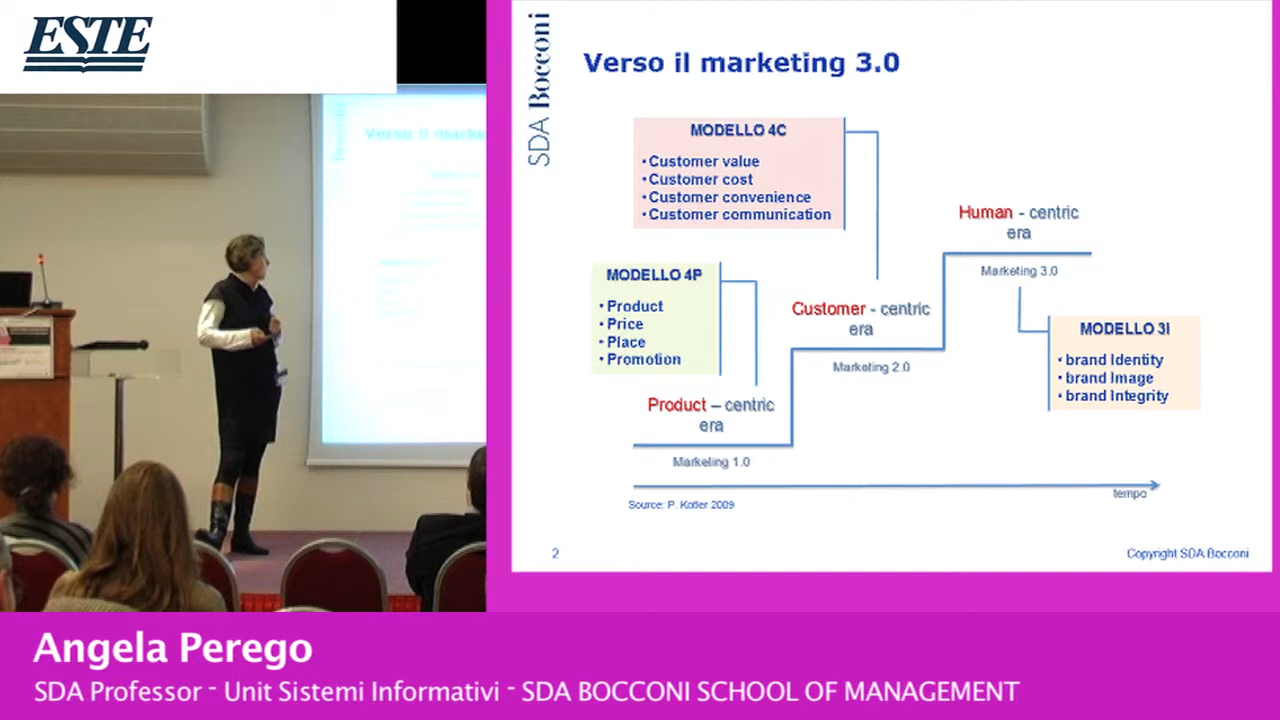 ESTE
SDA Bocconi
Verso il marketing 3.0
MODELLO 4C
•Customer value
•Customer cost
•Customer convenience
•Customer communication
Human - centric
era
Marketing 3.0
MODELLO 4P
• Product
• Price
• Place
• Promotion
Customer - centric
era
Marketing 2.0
MODELLO 3I
• brand Identity
• brand Image
• brand Integrity
Product – centric
era
Marketing 1.0
tempo
Source: P. Kotler 2009
2
Copyright SDA Bocconi
Verso il marke
Angela Perego
SDA Professor - Unit Sistemi Informativi - SDA BOCCONI SCHOOL OF MANAGEMENT